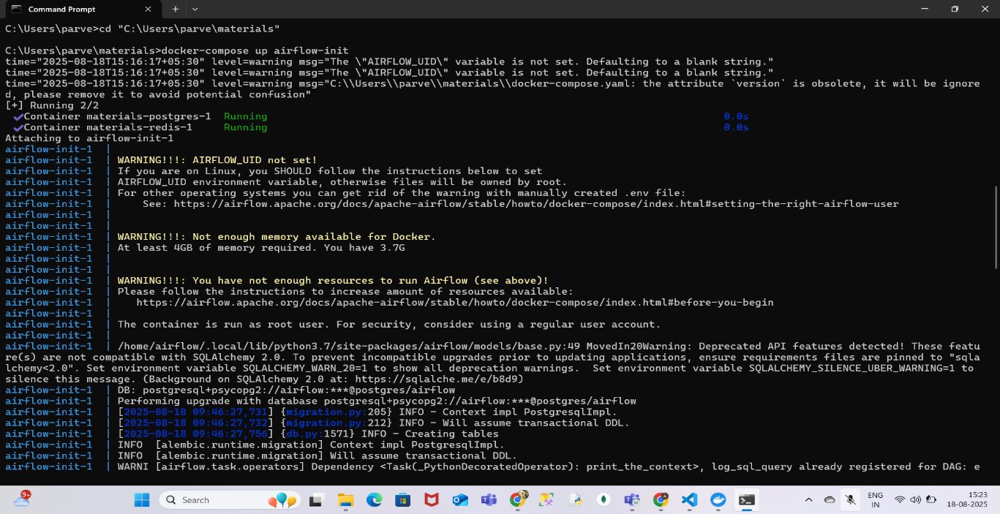 Command Prompt
C:\Users\parve>cd "C:\Users\parve\materials"
C:\Users\parve\materials>docker-compose up airflow-init
time="2025-08-18T15:16:17+05:30" level=warning msg="The \"AIRFLOW_UID\" variable is not set. Defaulting to a blank string."
time="2025-08-18T15:16:17+05:30" level=warning msg="The \"AIRFLOW_UID\" variable is not set. Defaulting to a blank string."
time="2025-08-18T15:16:17+05:30" level=warning msg="C:\\Users\\parve\\materials\\docker-compose.yaml: the attribute `version` is obsolete, it will be ignore
d, please remove it to avoid potential confusion"
[+] Running 2/2
✔Container materials-postgres-1 Running 0.0s
✔Container materials-redis-1 Running 0.0s
Attaching to airflow-init-1
airflow-init-1 |
airflow-init-1 | WARNING!!!: AIRFLOW_UID not set!
airflow-init-1 | If you are on Linux, you SHOULD follow the instructions below to set
airflow-init-1 | AIRFLOW_UID environment variable, otherwise files will be owned by root.
airflow-init-1 | For other operating systems you can get rid of the warning with manually created .env file:
airflow-init-1 | See: https://airflow.apache.org/docs/apache-airflow/stable/howto/docker-compose/index.html#setting-the-right-airflow-user
airflow-init-1 |
airflow-init-1 |
airflow-init-1 | WARNING!!!: Not enough memory available for Docker.
airflow-init-1 | At least 4GB of memory required. You have 3.7G
airflow-init-1 |
airflow-init-1 |
airflow-init-1 | WARNING!!!: You have not enough resources to run Airflow (see above)!
airflow-init-1 | Please follow the instructions to increase amount of resources available:
airflow-init-1 | https://airflow.apache.org/docs/apache-airflow/stable/howto/docker-compose/index.html#before-you-begin
airflow-init-1 |
airflow-init-1 | The container is run as root user. For security, consider using a regular user account.
airflow-init-1 |
airflow-init-1 | /home/airflow/.local/lib/python3.7/site-packages/airflow/models/base.py:49 MovedIn20Warning: Deprecated API features detected! These featu
re(s) are not compatible with SQLAlchemy 2.0. To prevent incompatible upgrades prior to updating applications, ensure requirements files are pinned to "sqla
lchemy<2.0". Set environment variable SQLALCHEMY_WARN_20=1 to show all deprecation warnings. Set environment variable SQLALCHEMY_SILENCE_UBER_WARNING=1 to
silence this message. (Background on SQLAlchemy 2.0 at: https://sqlalche.me/e/b8d9)
airflow-init-1 | DB: postgresql+psycopg2://airflow:***@postgres/airflow
airflow-init-1 | Performing upgrade with database postgresql+psycopg2://airflow:***@postgres/airflow
airflow-init-1 | [2025-08-18 09:46:27,731] {migration.py:205} INFO - Context impl PostgresqlImpl.
airflow-init-1 | [2025-08-18 09:46:27,732] {migration.py:212} INFO - Will assume transactional DDL.
airflow-init-1 | [2025-08-18 09:46:27,756] {db.py:1571} INFO - Creating tables
airflow-init-1 | INFO [alembic.runtime.migration] Context impl PostgresqlImpl.
airflow-init-1 | INFO [alembic.runtime.migration] Will assume transactional DDL.
airflow-init-1 | WARNI [airflow.task.operators] Dependency <Task(_PythonDecoratedOperator): print_the_context>, log_sql_query already registered for DAG: e
9+
Search
ENG
IN
15:23
18-08-2025